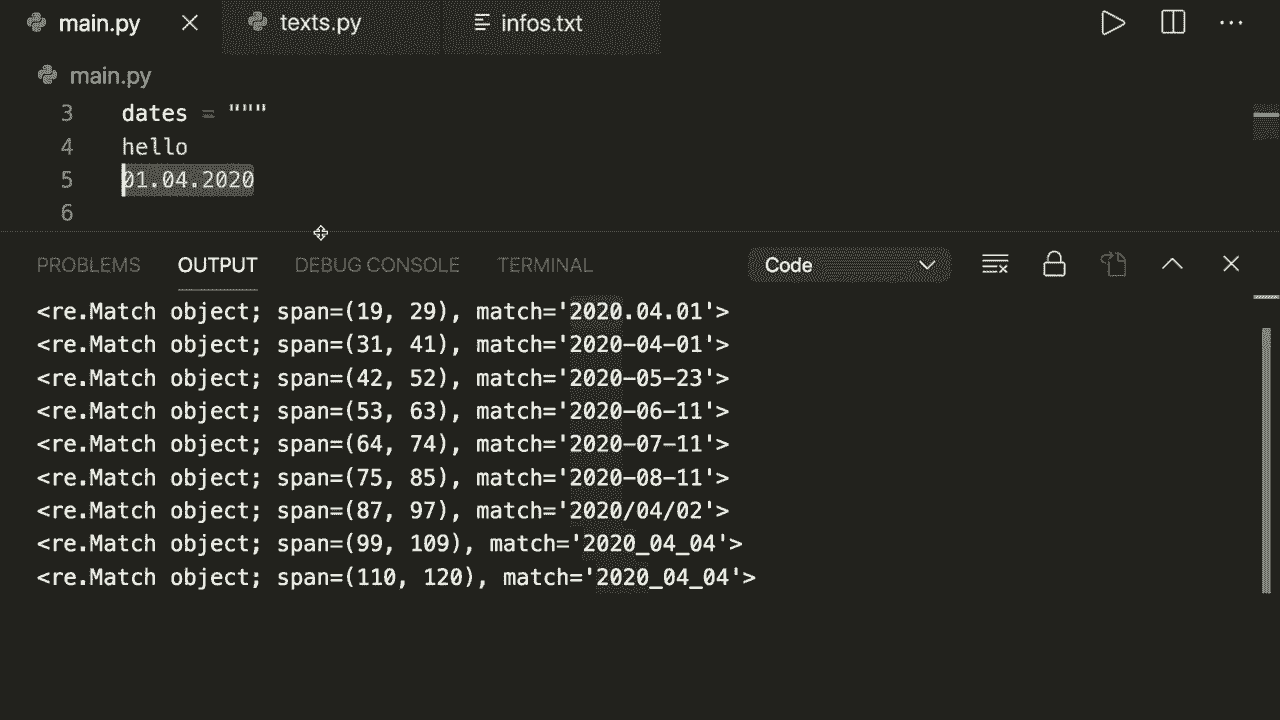 main.py texts.py infos.txt
main.py
3 dates = """
4 hello
5 01.04.2020
6
PROBLEMS OUTPUT DEBUG CONSOLE TERMINAL Code
<re.Match object; span=(19, 29), match='2020.04.01'>
<re.Match object; span=(31, 41), match='2020-04-01'>
<re.Match object; span=(42, 52), match='2020-05-23'>
<re.Match object; span=(53, 63), match='2020-06-11'>
<re.Match object; span=(64, 74), match='2020-07-11'>
<re.Match object; span=(75, 85), match='2020-08-11'>
<re.Match object; span=(87, 97), match='2020/04/02'>
<re.Match object; span=(99, 109), match='2020_04_04'>
<re.Match object; span=(110, 120), match='2020_04_04'>